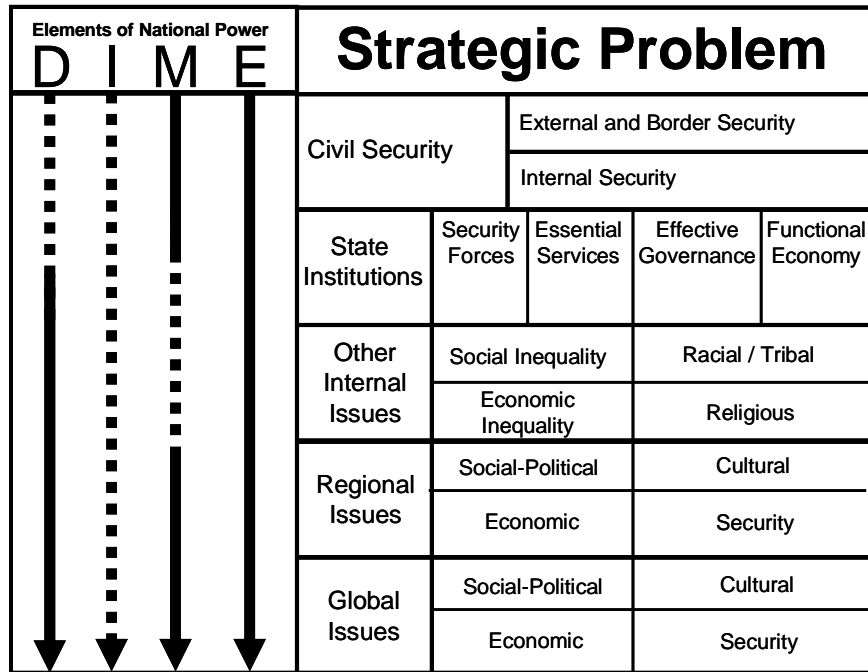 Elements of National Power
D I M E
Strategic Problem
Civil Security
External and Border Security
Internal Security
State
Institutions
Security
Forces
Essential
Services
Effective
Governance
Functional
Economy
Other
Internal
Issues
Social Inequality
Racial / Tribal
Economic
Inequality
Religious
Regional
Issues
Social-Political
Cultural
Economic
Security
Global
Issues
Social-Political
Cultural
Economic
Security